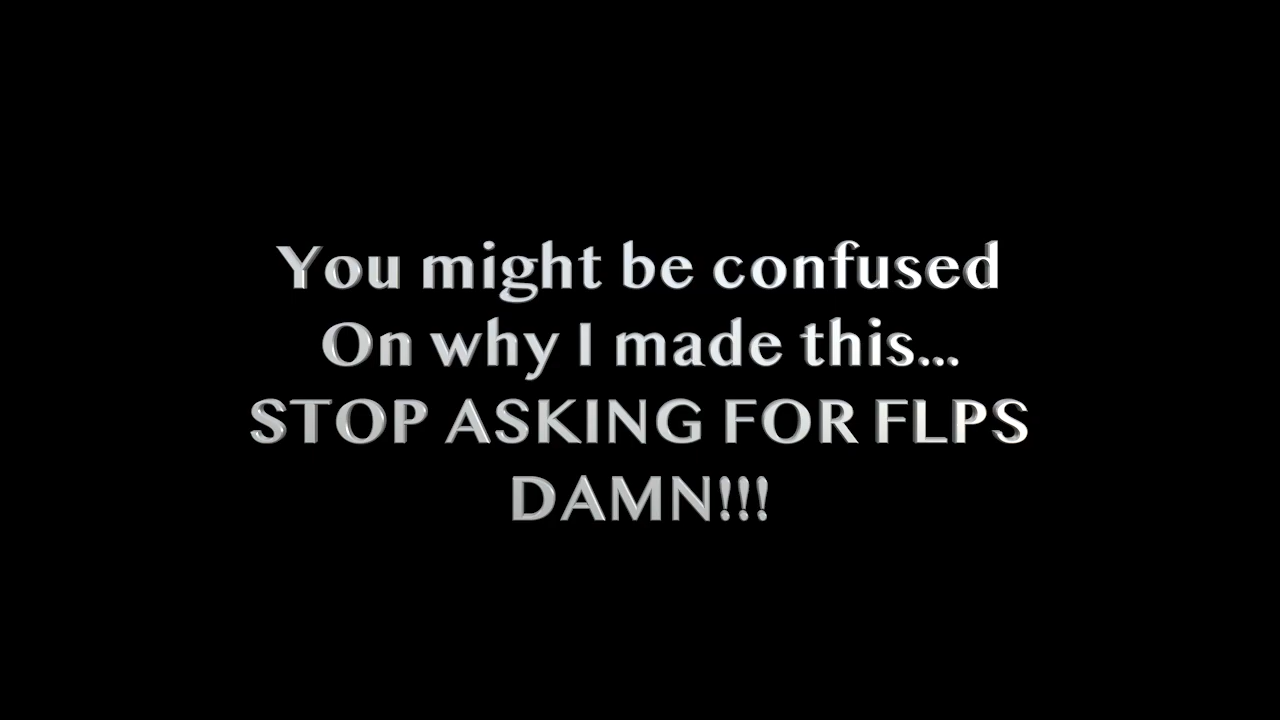 You might be confused
On why I made this...
STOP ASKING FOR FLPS
DAMN!!!